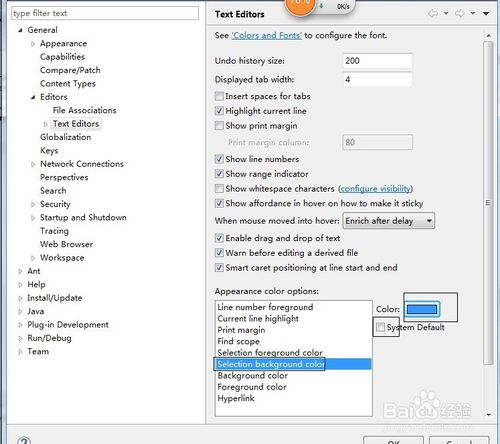 type filter text
General
Appearance
Capabilities
Compare/Patch
Content Types
Editors
File Associations
Text Editors
Globalization
Keys
Network Connections
Perspectives
Search
Security
Startup and Shutdown
Tracing
Web Browser
Workspace
Ant
Help
Install/Update
Java
Plug-in Development
Run/Debug
Team
Text Editors
0K/s
See 'Colors and Fonts' to configure the font.
Undo history size: 200
Displayed tab width: 4
Insert spaces for tabs
Highlight current line
Show print margin
Print margin column: 80
Show line numbers
Show range indicator
Show whitespace characters (configure visibility)
Show affordance in hover on how to make it sticky
When mouse moved into hover: Enrich after delay
Enable drag and drop of text
Warn before editing a derived file
Smart caret positioning at line start and end
Appearance color options:
Line number foreground
Current line highlight
Print margin
Find scope
Selection foreground color
Selection background color
Background color
Foreground color
Hyperlink
Color:
System Default
Bai 经验